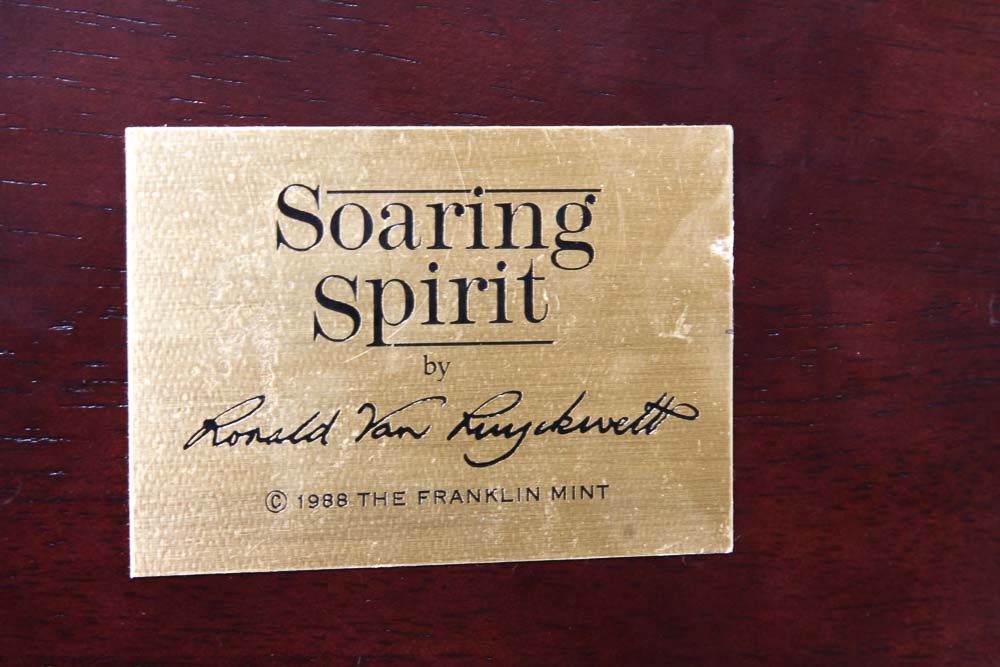 Soaring
Spirit
by
Ronald Van Ruyckevelt
© 1988 THE FRANKLIN MINT